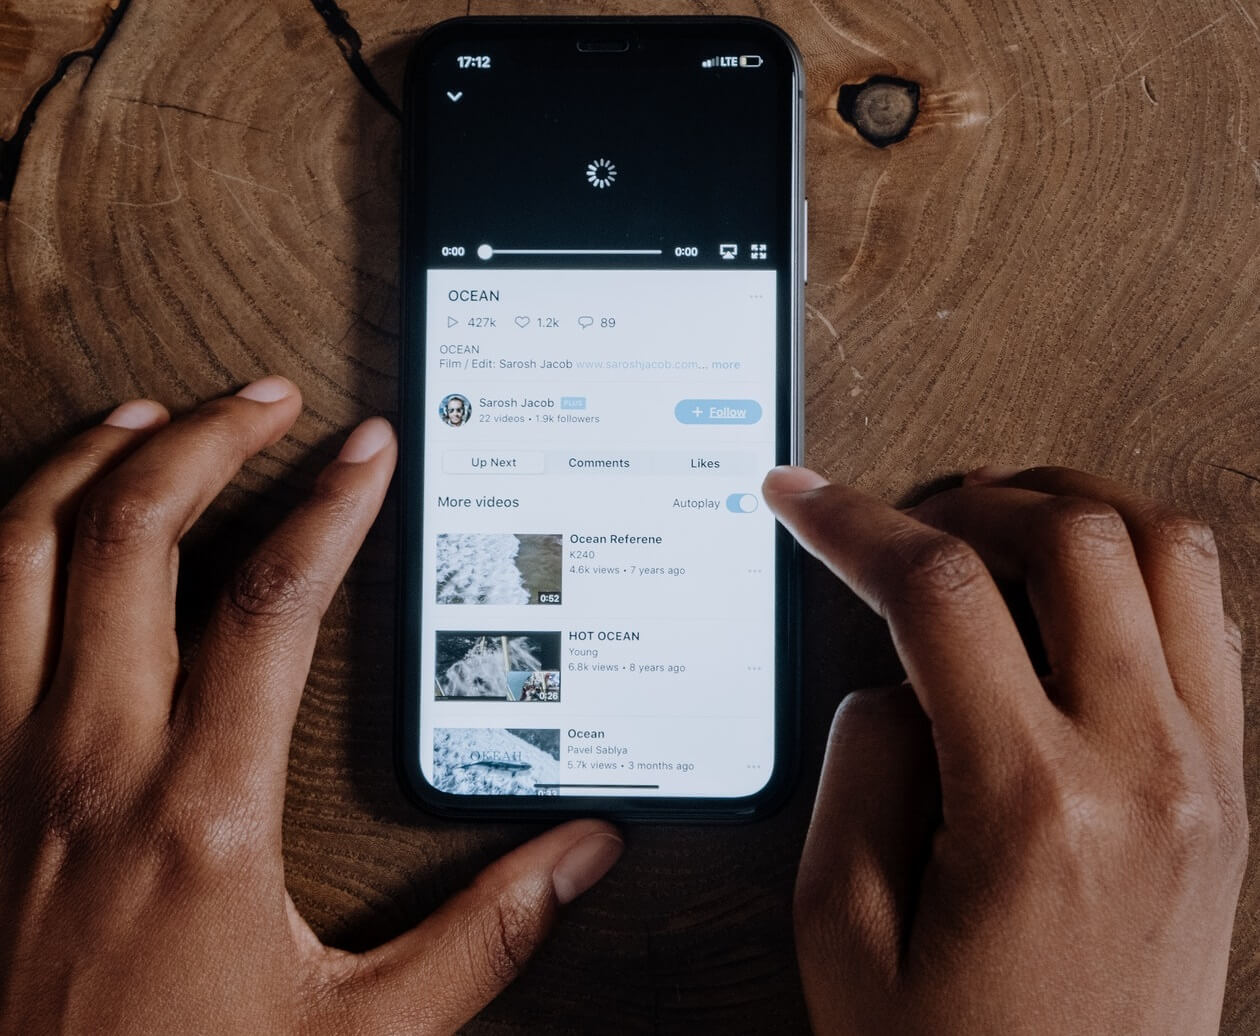 17:12 LTE
0:00 0:00
OCEAN
427k 1.2k 89
OCEAN
Film / Edit: Sarosh Jacob www.saroshjacob.com... more
Sarosh Jacob PLUS
22 videos • 1.9k followers
+ Follow
Up Next Comments Likes
More videos Autoplay
Ocean Referene
K240
4.6k views • 7 years ago
0:52
HOT OCEAN
Young
6.8k views • 8 years ago
0:26
Ocean
Pavel Sablya
5.7k views • 3 months ago
ОКЕАН
0:33